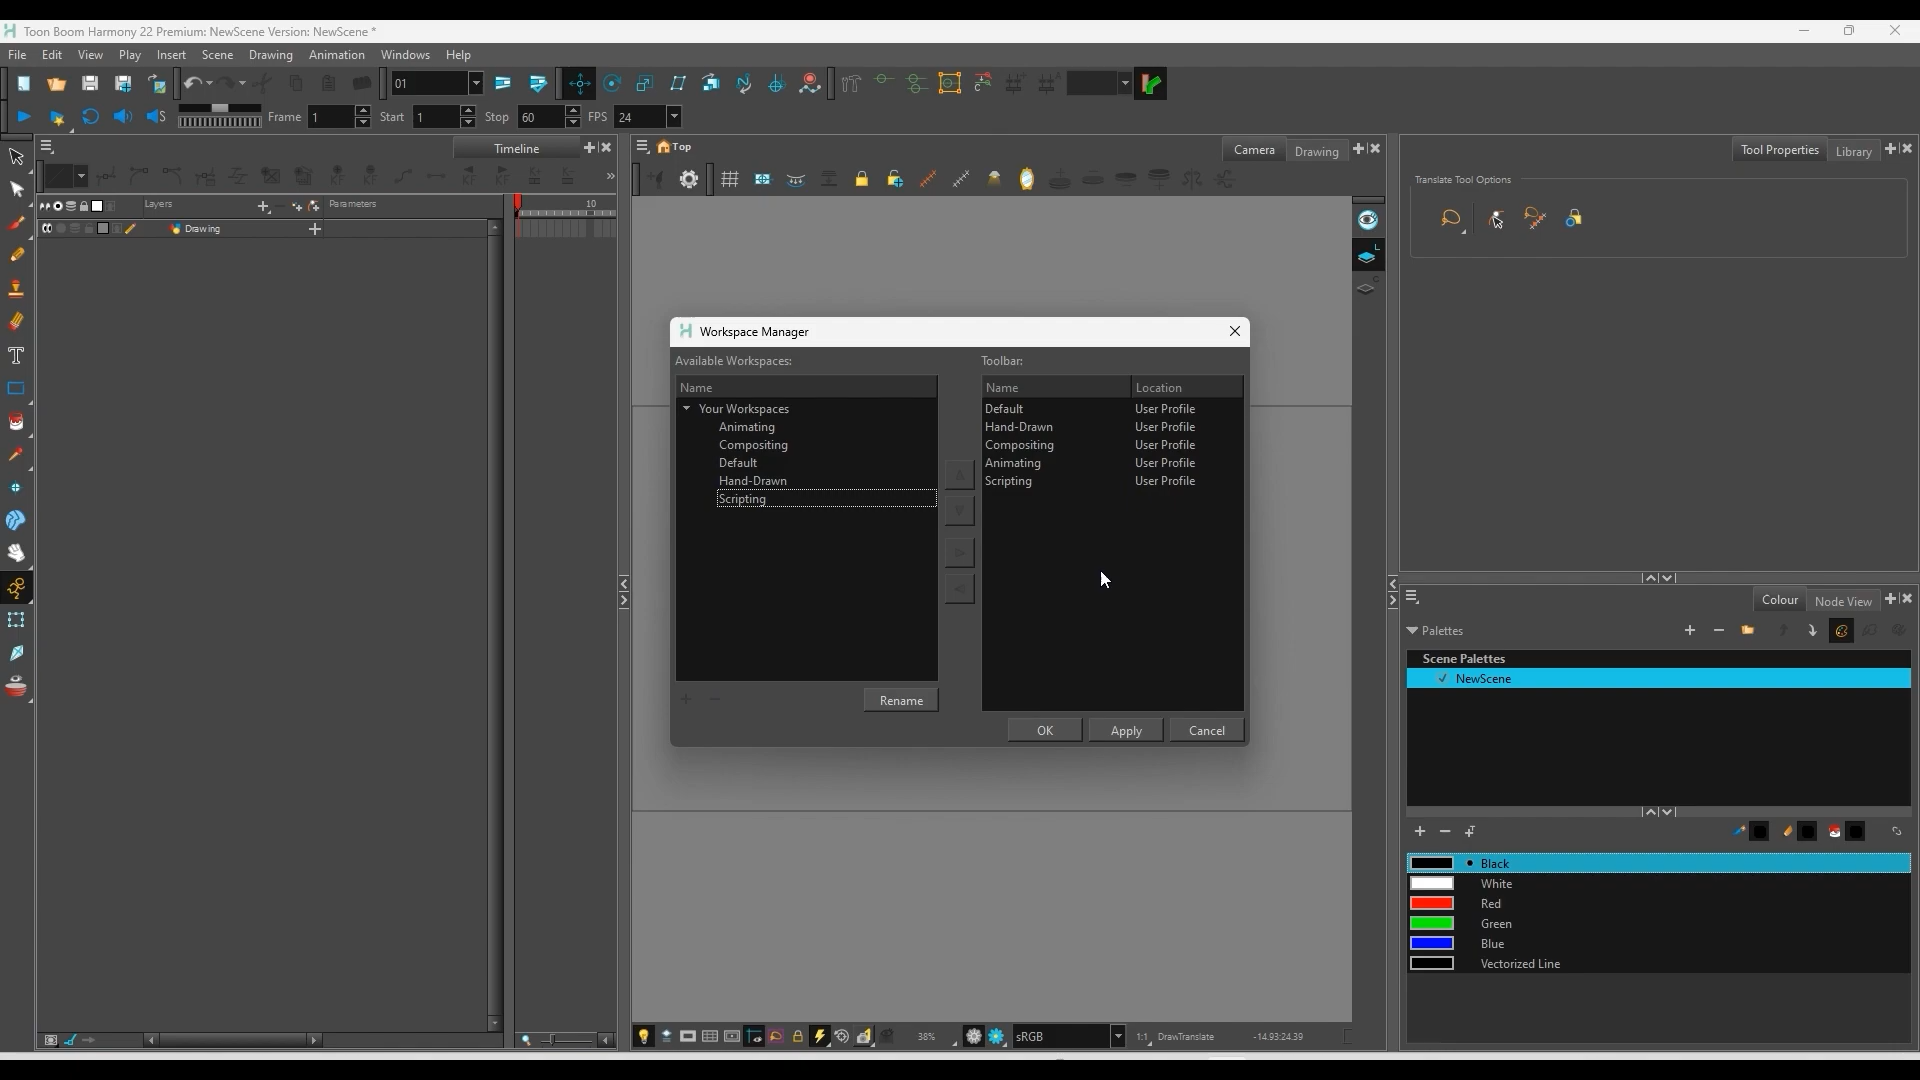 Toon Boom Harmony 22 Premium: NewScene Version: NewScene *
File Edit View Play Insert Scene Drawing Animation Windows Help
01
Frame 1 Start 1 Stop 60 FPS 24
Timeline
Top
Camera Drawing
Tool Properties Library
Layers Parameters
10
Drawing
Translate Tool Options
Workspace Manager
Available Workspaces:
Toolbar:
Name
Your Workspaces
Animating
Compositing
Default
Hand-Drawn
Scripting
Name Location
Default User Profile
Hand-Drawn User Profile
Compositing User Profile
Animating User Profile
Scripting User Profile
Rename
OK Apply Cancel
Colour Node View
Palettes
Scene Palettes
NewScene
Black
White
Red
Green
Blue
Vectorized Line
38%
sRGB
1:1 DrawTranslate -14.93:24.39